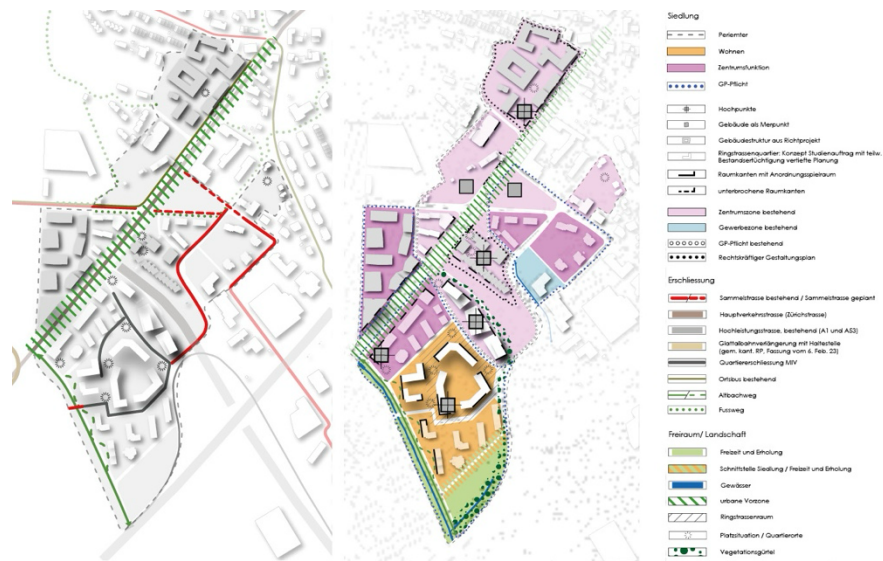 Siedlung
Perimter
Wohnen
Zentrumsfunktion
GP-Pflicht
Hochpunkte
Gebäude als Merpunkt
Gebäudestruktur aus Richtprojekt
Ringstrassenquartier: Konzept Studienauftrag mit teilw.
Bestandsertüchtigung vertiefte Planung
Raumkanten mit Anordnungsspielraum
unterbrochene Raumkanten
Zentrumszone bestehend
Gewerbezone bestehend
GP-Pflicht bestehend
Rechtskräftiger Gestaltungsplan
Erschliessung
Sammelstrasse bestehend / Sammelstrasse geplant
Hauptverkehrsstrasse (Zürichstrasse)
Hochleistungsstrasse, bestehend (A1 und A53)
Glattalbahnverlängerung mit Haltestelle
(gem. kant. RP, Fassung vom 6. Feb. 23)
Quartiererschliessung MIV
Ortsbus bestehend
Altbachweg
Fussweg
Freiraum/ Landschaft
Freizeit und Erholung
Schnittstelle Siedlung / Freizeit und Erholung
Gewässer
urbane Vorzone
Ringstrassenraum
Platzsituation / Quartierorte
Vegetationsgürtel